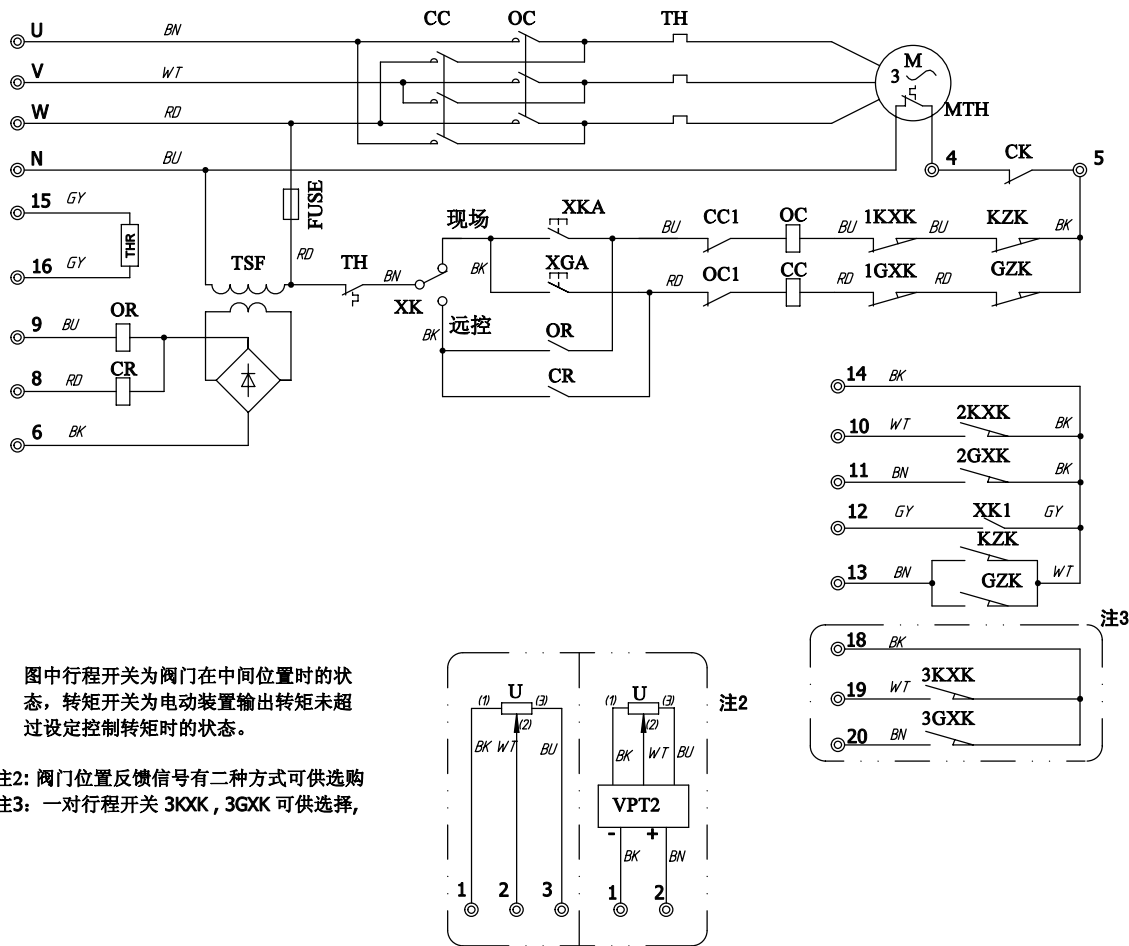 CC OC TH
U BN
V WT
W RD
N BU
M
3
MTH
4 CK 5
15 GY
THR
16 GY
FUSE
RD
TSF
TH BN
XK
现场
远控
BK
BK
XKA
XGA
OR
CR
BU CC1 OC BU 1KXK BU KZK BK
RD OC1 CC RD 1GXK RD GZK
9 BU OR
8 RD CR
6 BK
14 BK
10 WT 2KXK BK
11 BN 2GXK BK
12 GY XK1 GY
KZK
13 BN GZK WT
注3
18 BK
19 WT 3KXK
20 BN 3GXK
图中行程开关为阀门在中间位置时的状
态，转矩开关为电动装置输出转矩未超
过设定控制转矩时的状态。
注2: 阀门位置反馈信号有二种方式可供选购
注3: 一对行程开关 3KXK , 3GXK 可供选择,
注2
U
(1) (3)
(2)
BK WT BU
1 2 3
U
(1) (3)
(2)
BK WT BU
VPT2
- +
BK BN
1 2